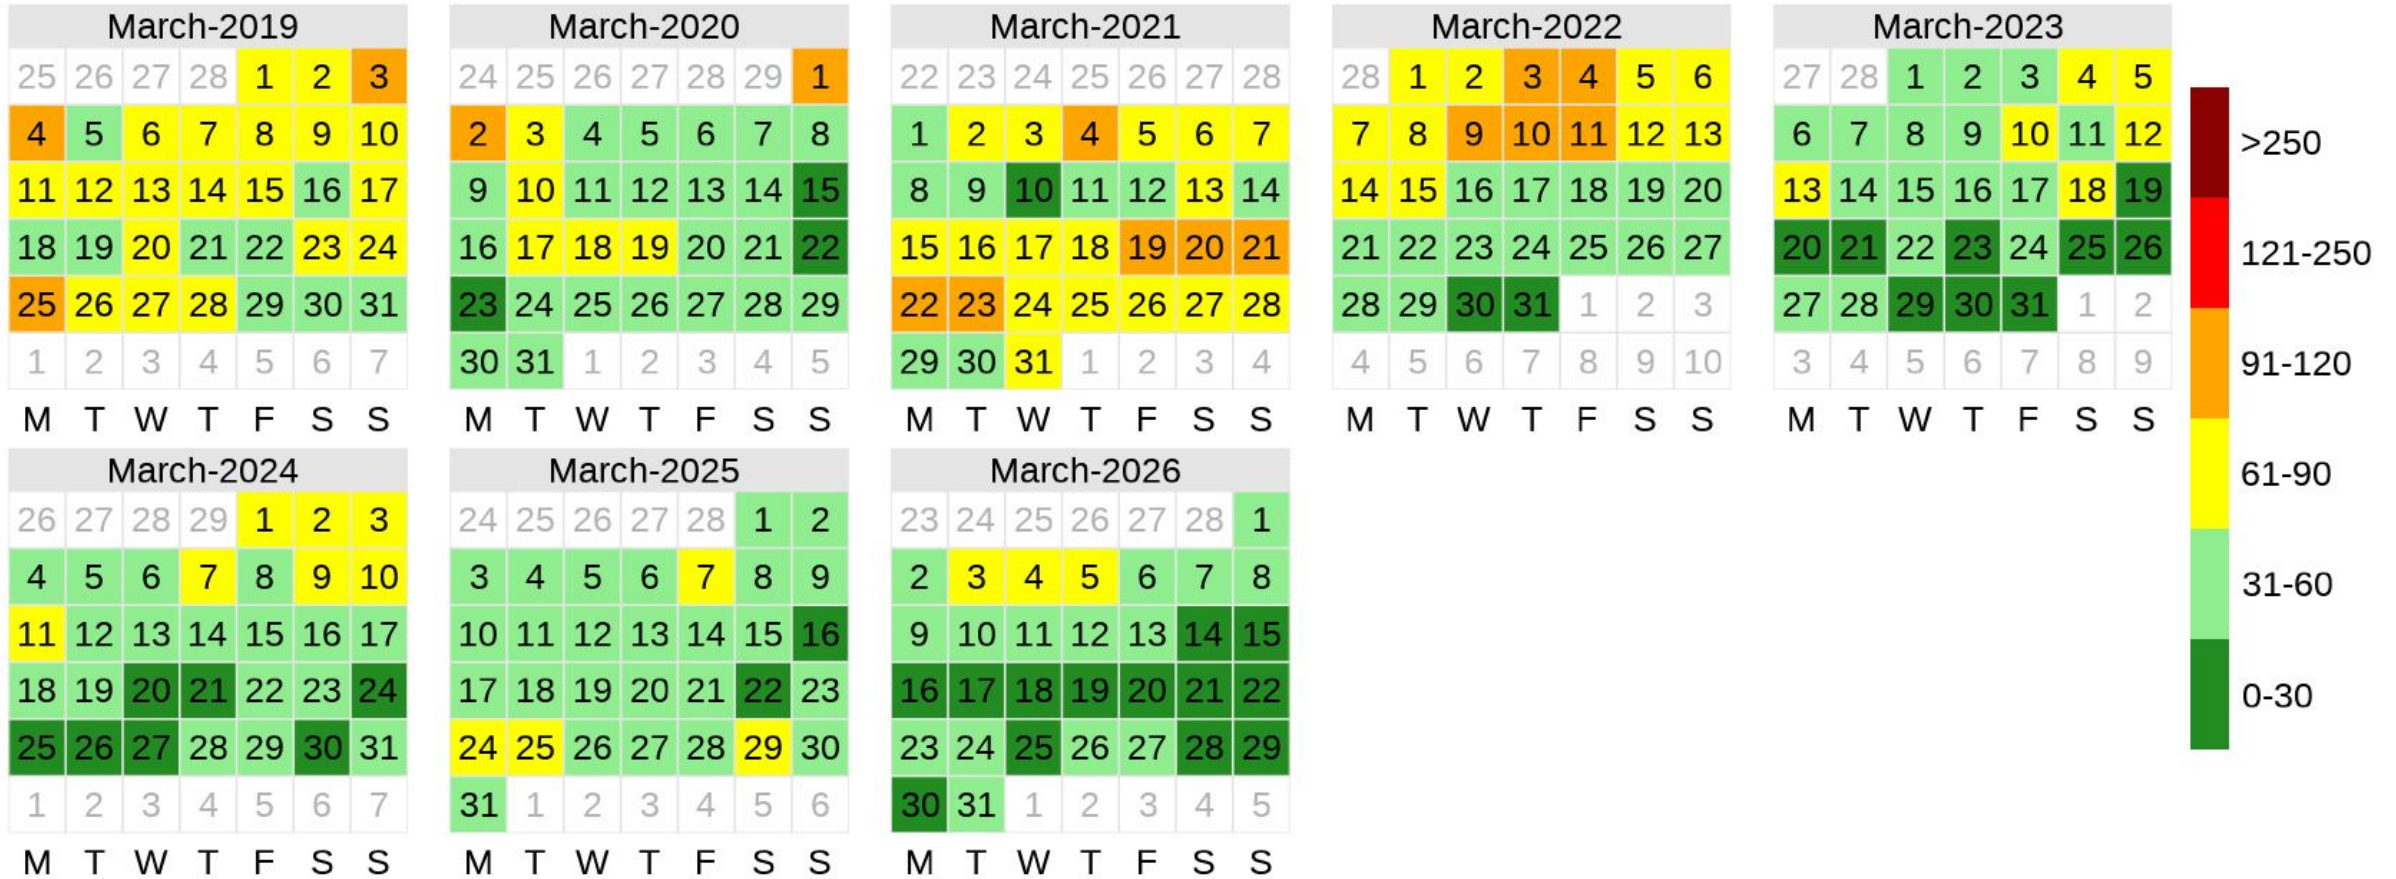 March-2019
25 26 27 28 1 2 3
4 5 6 7 8 9 10
11 12 13 14 15 16 17
18 19 20 21 22 23 24
25 26 27 28 29 30 31
1 2 3 4 5 6 7
M T W T F S S
March-2020
24 25 26 27 28 29 1
2 3 4 5 6 7 8
9 10 11 12 13 14 15
16 17 18 19 20 21 22
23 24 25 26 27 28 29
30 31 1 2 3 4 5
M T W T F S S
March-2021
22 23 24 25 26 27 28
1 2 3 4 5 6 7
8 9 10 11 12 13 14
15 16 17 18 19 20 21
22 23 24 25 26 27 28
29 30 31 1 2 3 4
M T W T F S S
March-2022
28 1 2 3 4 5 6
7 8 9 10 11 12 13
14 15 16 17 18 19 20
21 22 23 24 25 26 27
28 29 30 31 1 2 3
4 5 6 7 8 9 10
M T W T F S S
March-2023
27 28 1 2 3 4 5
6 7 8 9 10 11 12
13 14 15 16 17 18 19
20 21 22 23 24 25 26
27 28 29 30 31 1 2
3 4 5 6 7 8 9
M T W T F S S
March-2024
26 27 28 29 1 2 3
4 5 6 7 8 9 10
11 12 13 14 15 16 17
18 19 20 21 22 23 24
25 26 27 28 29 30 31
1 2 3 4 5 6 7
M T W T F S S
March-2025
24 25 26 27 28 1 2
3 4 5 6 7 8 9
10 11 12 13 14 15 16
17 18 19 20 21 22 23
24 25 26 27 28 29 30
31 1 2 3 4 5 6
M T W T F S S
March-2026
23 24 25 26 27 28 1
2 3 4 5 6 7 8
9 10 11 12 13 14 15
16 17 18 19 20 21 22
23 24 25 26 27 28 29
30 31 1 2 3 4 5
M T W T F S S
>250
121-250
91-120
61-90
31-60
0-30